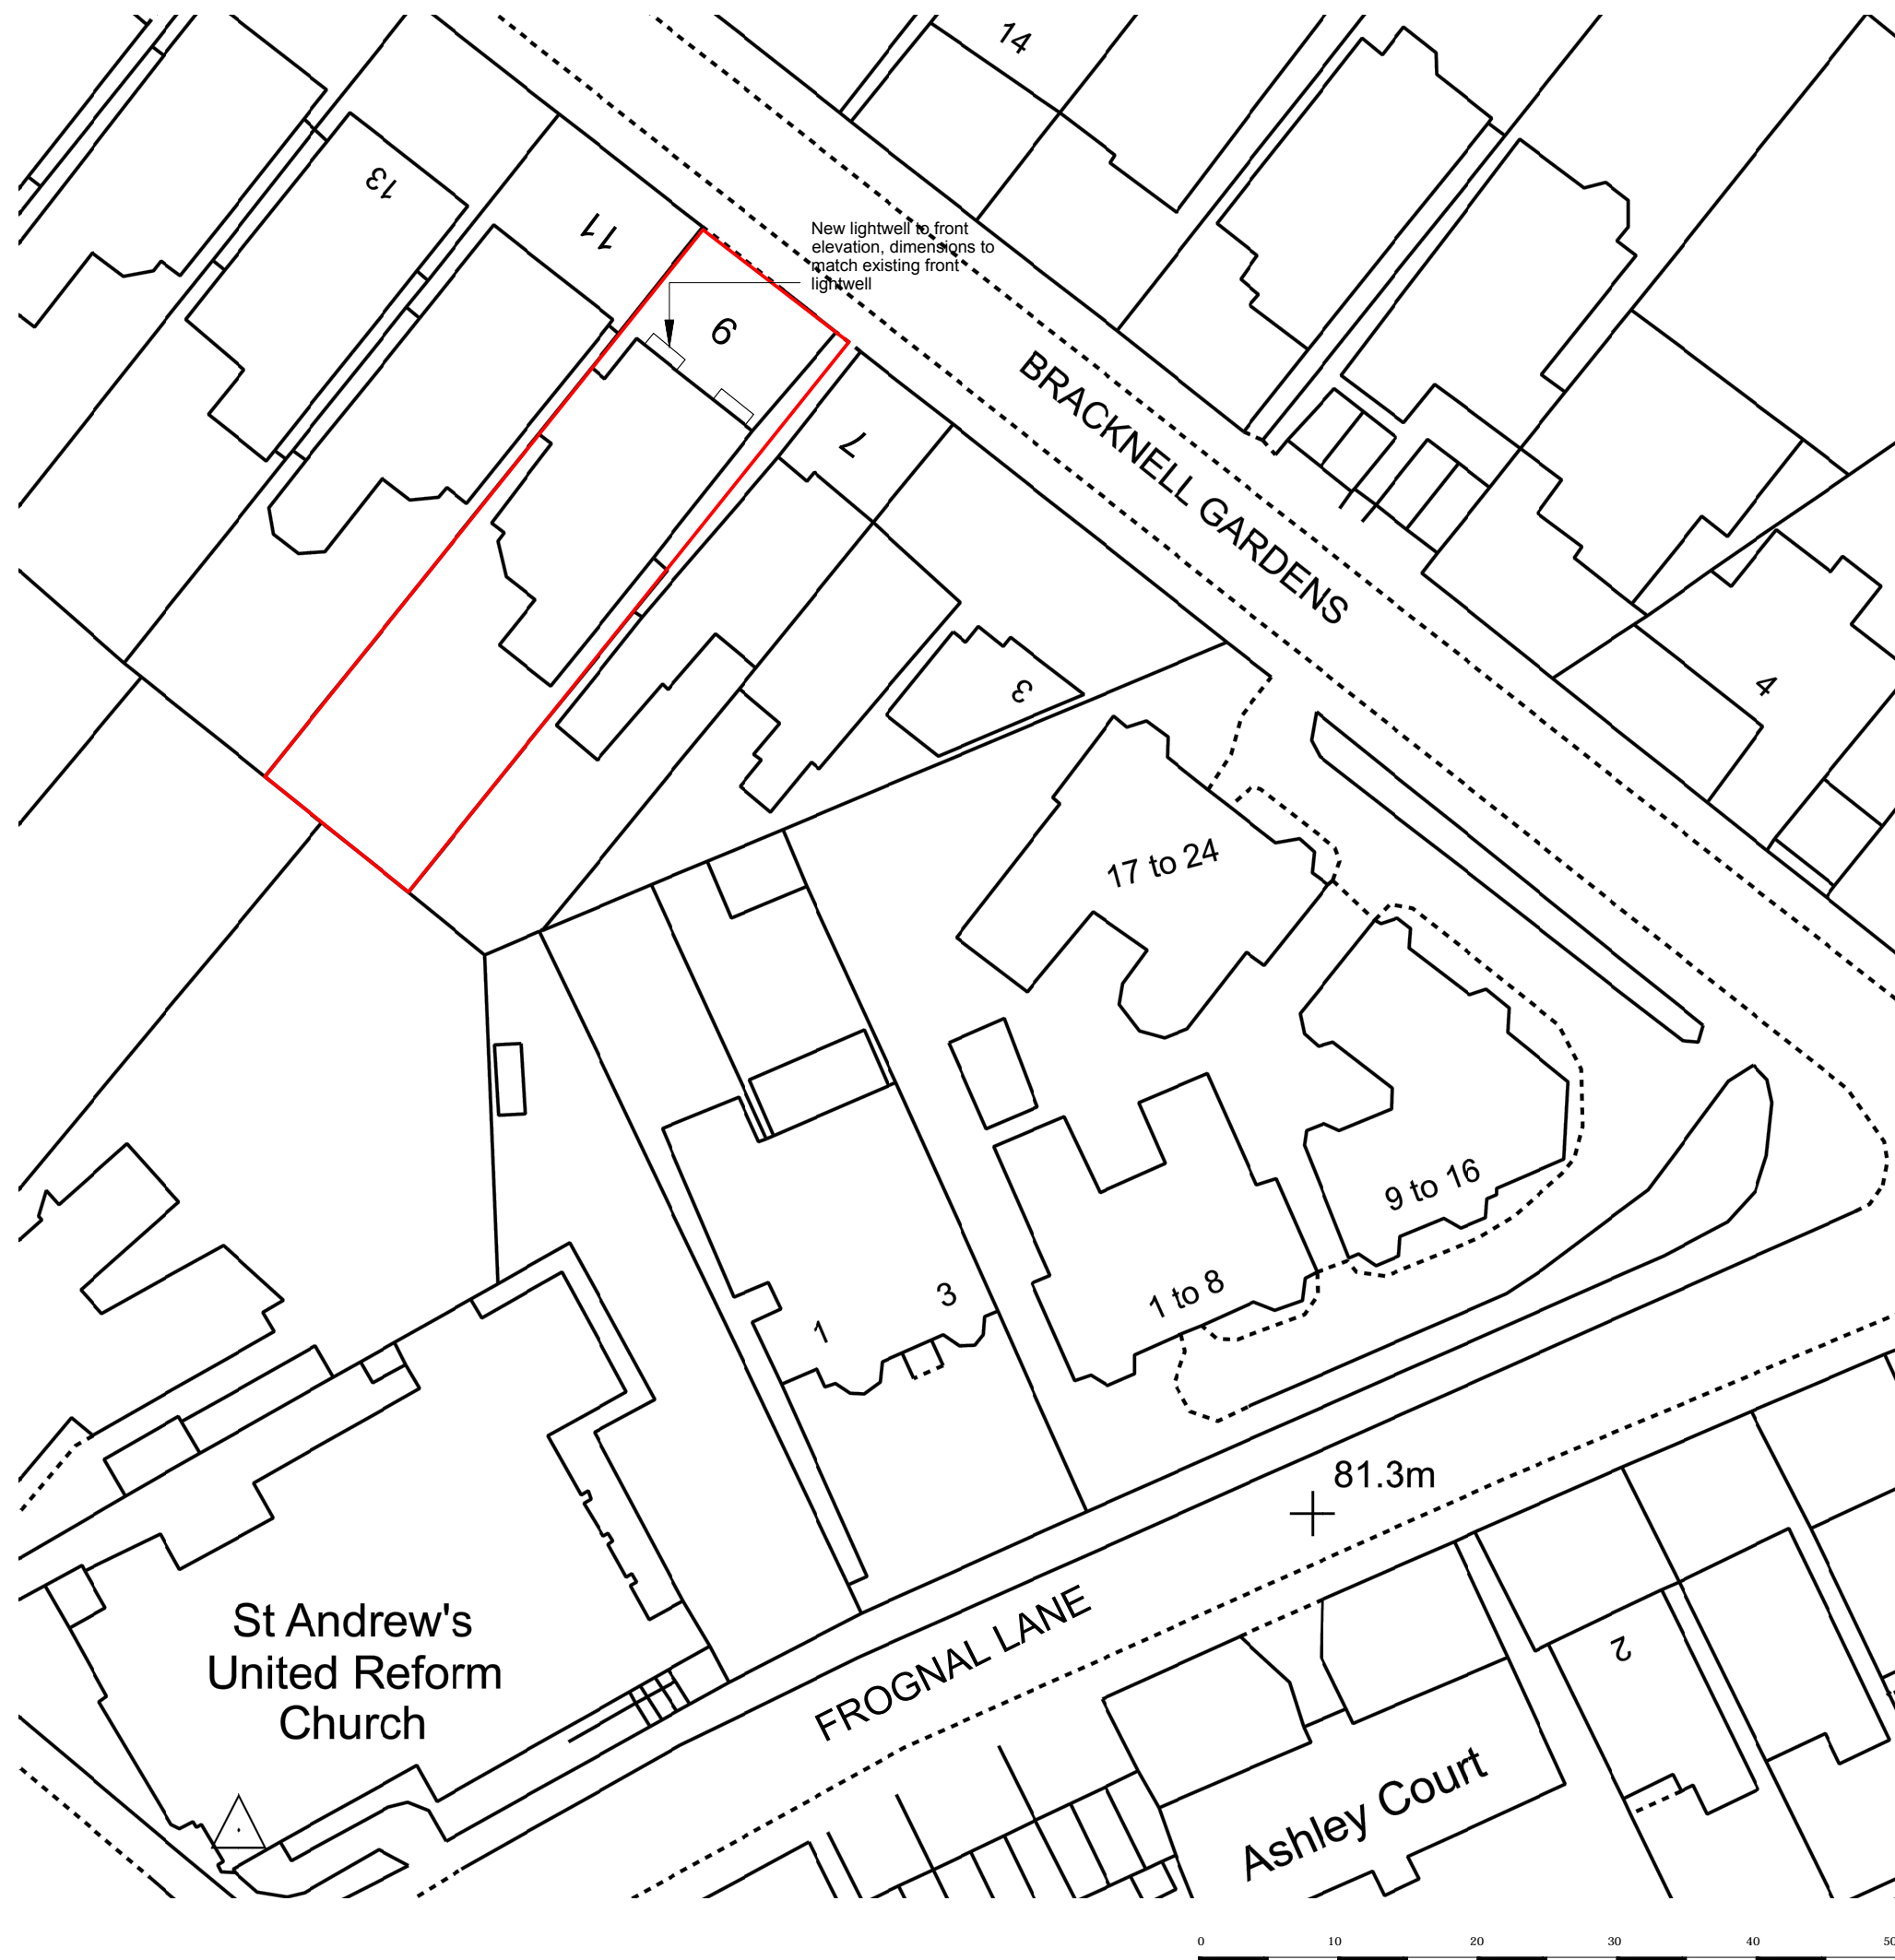 14
13
11
New lightwell to front
elevation, dimensions to
match existing front
lightwell
9
BRACKNELL GARDENS
7
3
4
17 to 24
9 to 16
1 to 8
3
1
81.3m
St Andrew's
United Reform
Church
FROGNAL LANE
2
Ashley Court
0 10 20 30 40 50